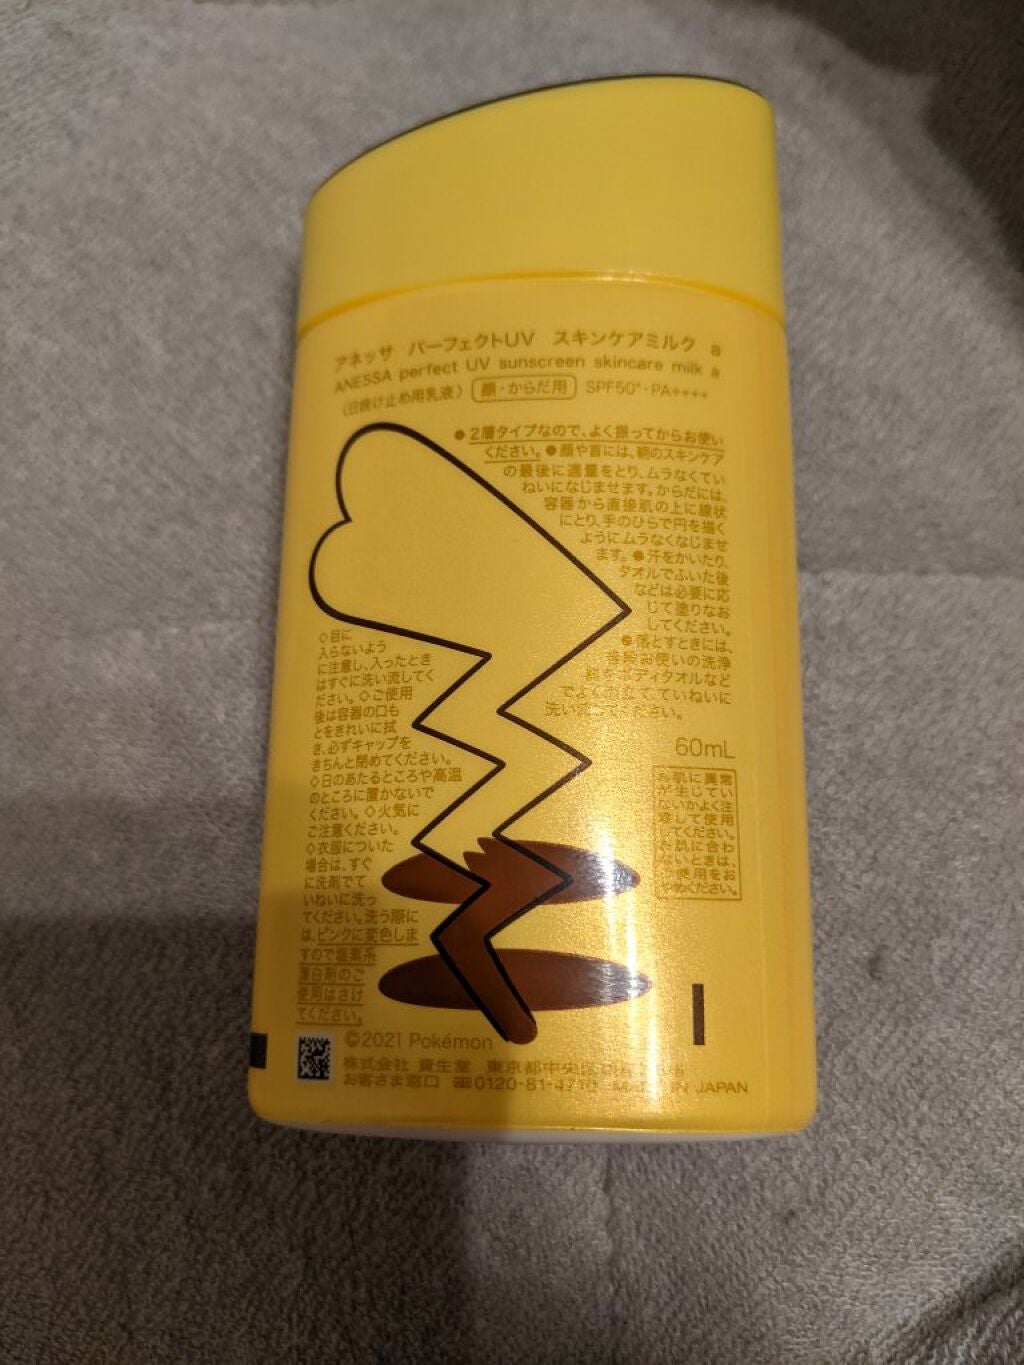 アネッサ パーフェクトUV スキンケアミルク a
ANESSA perfect UV sunscreen skincare milk a
〈日焼け止め用乳液〉 顔・からだ用 SPF50+・PA++++
●2層タイプなので、よく振ってからお使い
ください。●顔や首には、朝のスキンケア
の最後に適量をとり、ムラなくてい
ねいになじませます。からだには、
容器から直接肌の上に線状
にとり、手のひらで円を描く
ようにムラなくなじませ
ます。●汗をかいたり、
タオルでふいた後
などは必要に応
じて塗りなお
してください。
●落とすときには、
普段お使いの洗浄
料をボディタオルなど
でよく泡立て、ていねいに
洗い流してください。
◇目に
入らないよう
に注意し、入ったとき
はすぐに洗い流してく
ださい。◇ご使用
後は容器の口も
とをきれいに拭
き、必ずキャップを
きちんと閉めてください。
◇日のあたるところや高温
のところに置かないで
ください。◇火気に
ご注意ください。
◇衣服についた
場合は、すぐ
に洗剤でて
いねいに洗っ
てください。洗う際に
は、ピンクに変色しま
すので塩素系
漂白剤のご
使用はさけ
てください。
60mL
お肌に異常
が生じてい
ないかよく注
意して使用
してください。
お肌に合わ
ないときは、
ご使用をお
やめください。
©2021 Pokémon
株式会社 資生堂 東京都中央区
お客さま窓口 0120-81-4710 MADE IN JAPAN